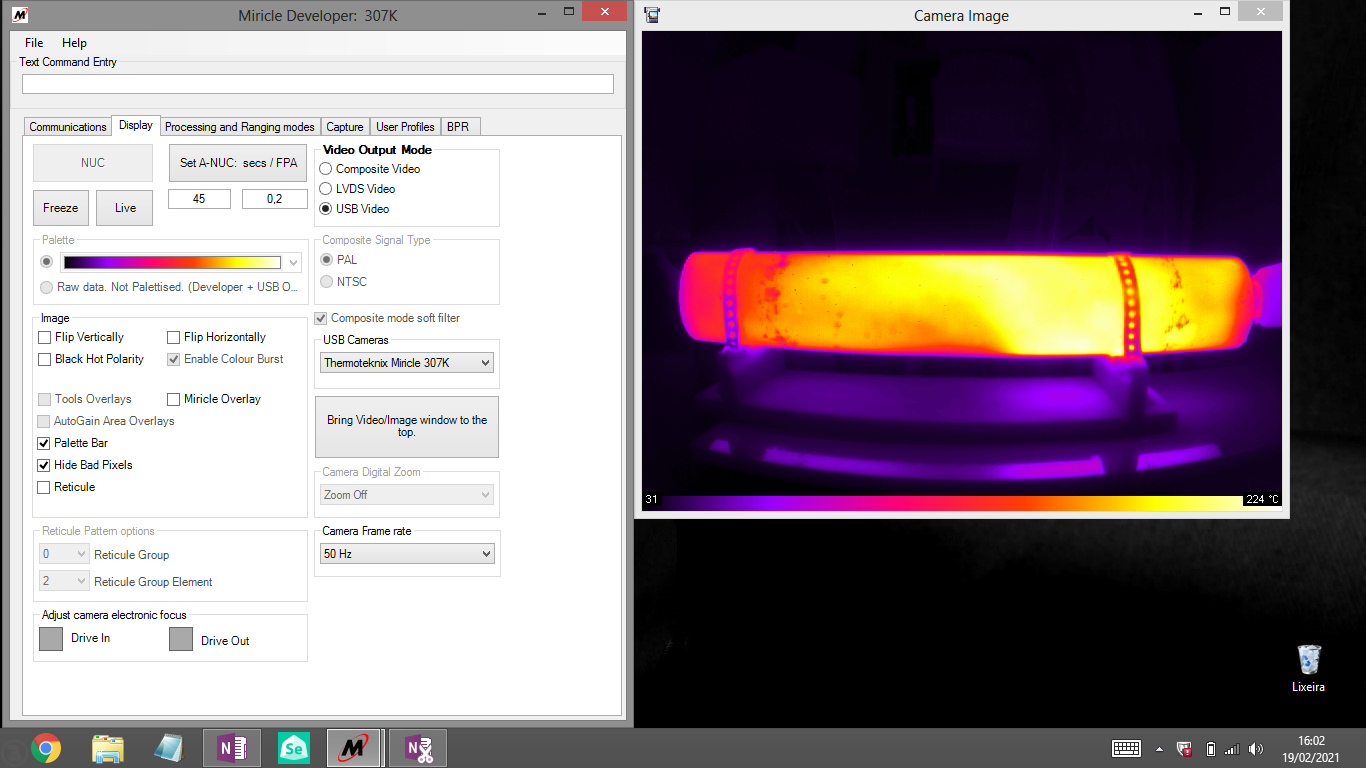 Miricle Developer:  307K
File Help
Text Command Entry
Communications Display Processing and Ranging modes Capture User Profiles BPR
NUC
Set A-NUC:  secs / FPA
45 0,2
Freeze Live
Palette
Raw data. Not Palettised. (Developer + USB O...
Image
Flip Vertically Flip Horizontally
Black Hot Polarity Enable Colour Burst
Tools Overlays Miricle Overlay
AutoGain Area Overlays
Palette Bar
Hide Bad Pixels
Reticule
Reticule Pattern options
0 Reticule Group
2 Reticule Group Element
Adjust camera electronic focus
Drive In Drive Out
Video Output Mode
Composite Video
LVDS Video
USB Video
Composite Signal Type
PAL
NTSC
Composite mode soft filter
USB Cameras
Thermoteknix Miricle 307K
Bring Video/Image window to the
top.
Camera Digital Zoom
Zoom Off
Camera Frame rate
50 Hz
Camera Image
31 224 °C
Lixeira
N Se M N
16:02
19/02/2021